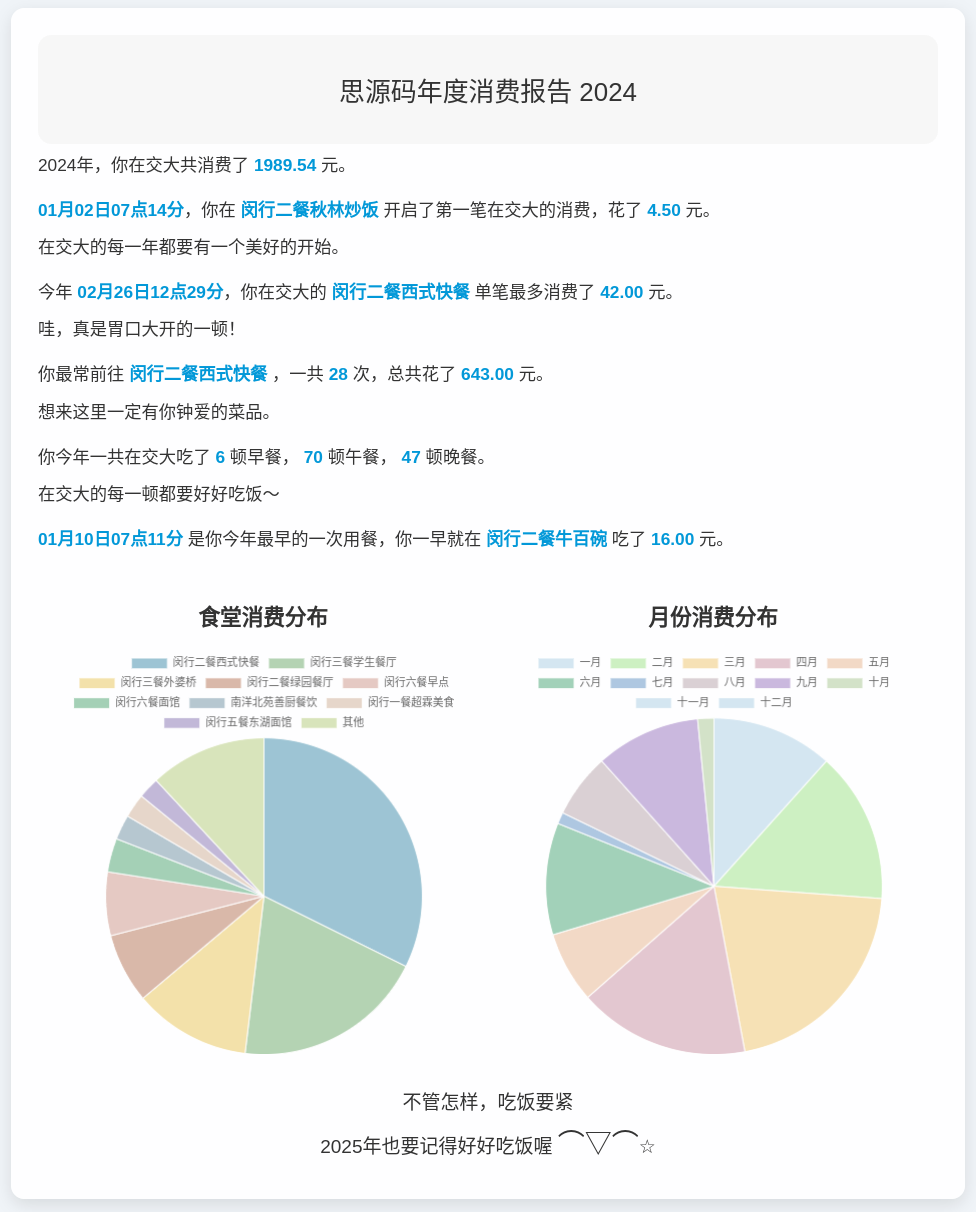 思源码年度消费报告 2024
2024年，你在交大共消费了 1989.54 元。
01月02日07点14分，你在 闵行二餐秋林炒饭 开启了第一笔在交大的消费，花了 4.50 元。
在交大的每一年都要有一个美好的开始。
今年 02月26日12点29分，你在交大的 闵行二餐西式快餐 单笔最多消费了 42.00 元。
哇，真是胃口大开的一顿！
你最常前往 闵行二餐西式快餐 ，一共 28 次，总共花了 643.00 元。
想来这里一定有你钟爱的菜品。
你今年一共在交大吃了 6 顿早餐， 70 顿午餐， 47 顿晚餐。
在交大的每一顿都要好好吃饭～
01月10日07点11分 是你今年最早的一次用餐，你一早就在 闵行二餐牛百碗 吃了 16.00 元。
食堂消费分布
闵行二餐西式快餐 闵行三餐学生餐厅
闵行三餐外婆桥 闵行二餐绿园餐厅 闵行六餐早点
闵行六餐面馆 南洋北苑善厨餐饮 闵行一餐超霖美食
闵行五餐东湖面馆 其他
月份消费分布
一月 二月 三月 四月 五月
六月 七月 八月 九月 十月
十一月 十二月
不管怎样，吃饭要紧
2025年也要记得好好吃饭喔 ⌒▽⌒☆